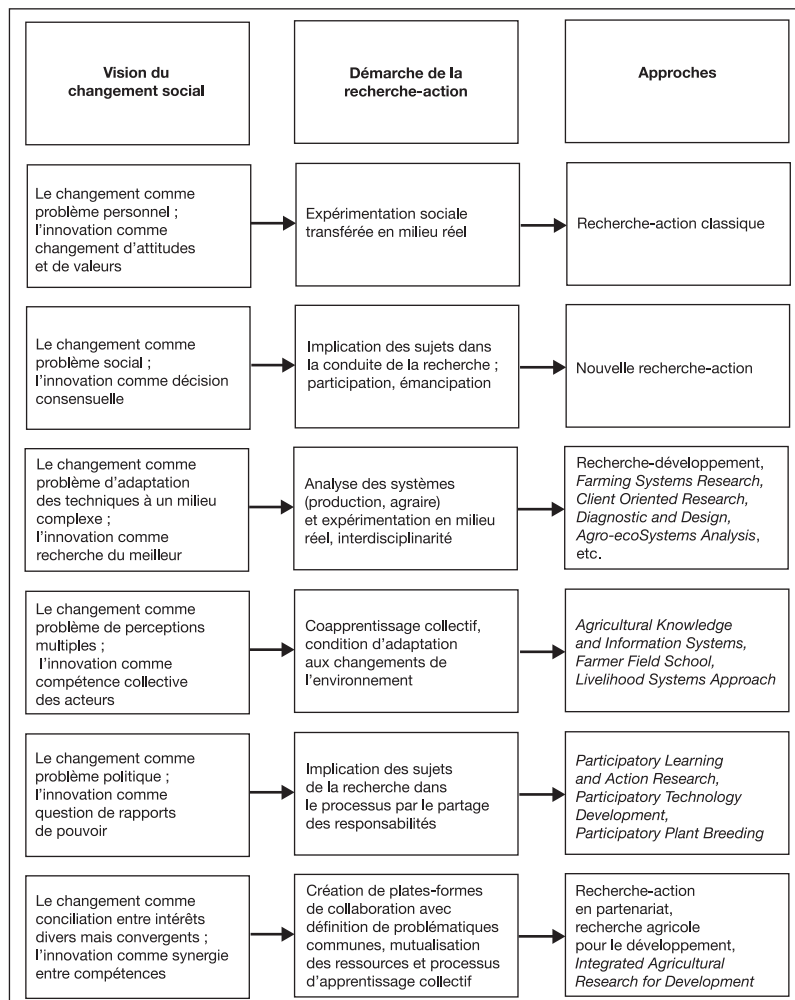 Vision du
changement social
Démarche de la
recherche-action
Approches
Le changement comme
problème personnel ;
l'innovation comme
changement d'attitudes
et de valeurs
Expérimentation sociale
transférée en milieu réel
Recherche-action classique
Le changement comme
problème social ;
l'innovation comme décision
consensuelle
Implication des sujets dans
la conduite de la recherche ;
participation, émancipation
Nouvelle recherche-action
Le changement comme
problème d'adaptation
des techniques à un milieu
complexe ;
l'innovation comme
recherche du meilleur
Analyse des systèmes
(production, agraire)
et expérimentation en milieu
réel, interdisciplinarité
Recherche-développement,
Farming Systems Research,
Client Oriented Research,
Diagnostic and Design,
Agro-ecoSystems Analysis,
etc.
Le changement comme
problème de perceptions
multiples ;
l'innovation comme
compétence collective
des acteurs
Coapprentissage collectif,
condition d'adaptation
aux changements de
l'environnement
Agricultural Knowledge
and Information Systems,
Farmer Field School,
Livelihood Systems Approach
Le changement comme
problème politique ;
l'innovation comme
question de rapports
de pouvoir
Implication des sujets
de la recherche dans
le processus par le partage
des responsabilités
Participatory Learning
and Action Research,
Participatory Technology
Development,
Participatory Plant Breeding
Le changement comme
conciliation entre intérêts
divers mais convergents ;
l'innovation comme synergie
entre compétences
Création de plates-formes
de collaboration avec
définition de problématiques
communes, mutualisation
des ressources et processus
d'apprentissage collectif
Recherche-action
en partenariat,
recherche agricole
pour le développement,
Integrated Agricultural
Research for Development